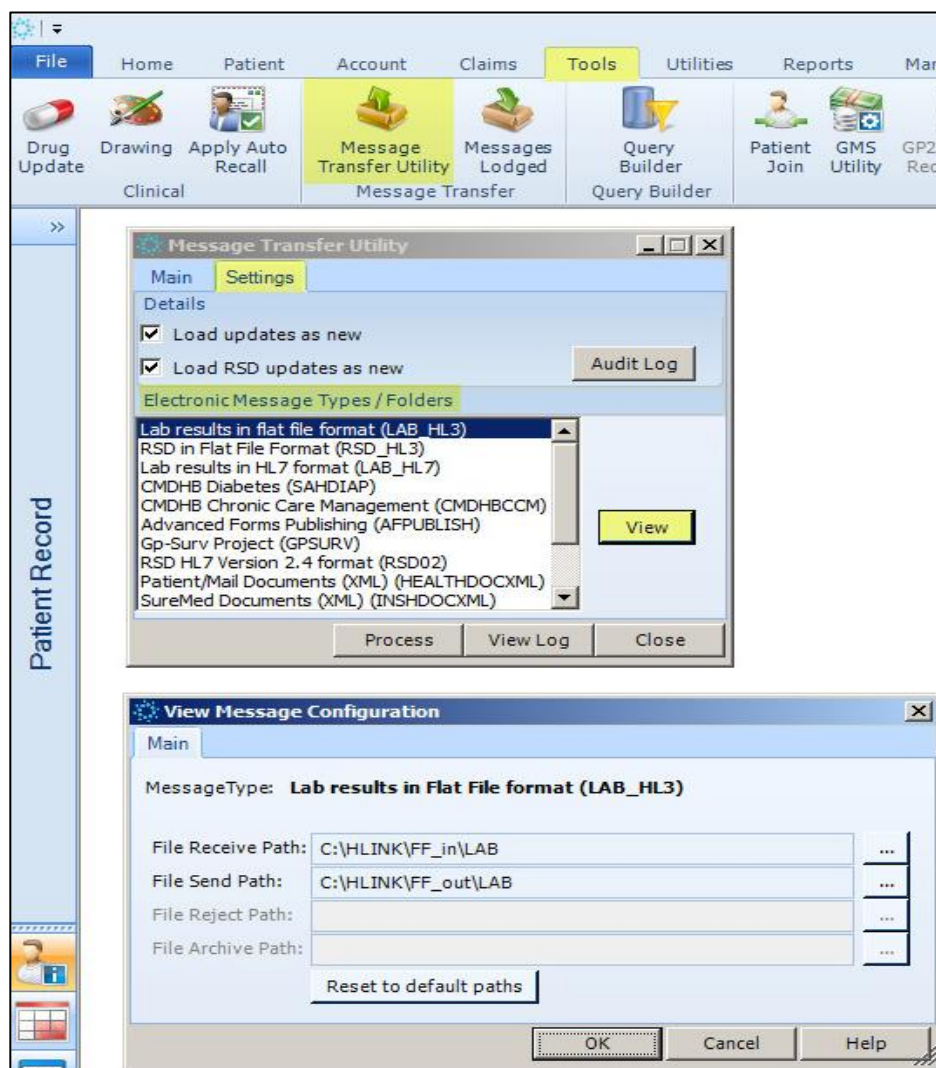 File Home Patient Account Claims Tools Utilities Reports
Drug Update
Drawing
Apply Auto Recall
Message Transfer Utility
Messages Lodged
Query Builder
Patient Join
GMS Utility
Clinical Message Transfer Query Builder
»
Patient Record
Message Transfer Utility
Main Settings
Details
Load updates as new
Load RSD updates as new
Audit Log
Electronic Message Types / Folders
Lab results in flat file format (LAB_HL3)
RSD in Flat File Format (RSD_HL3)
Lab results in HL7 format (LAB_HL7)
CMDHB Diabetes (SAHDIAP)
CMDHB Chronic Care Management (CMDHBCCM)
Advanced Forms Publishing (AFPUBLISH)
Gp-Surv Project (GPSURV)
RSD HL7 Version 2.4 format (RSD02)
Patient/Mail Documents (XML) (HEALTHDOCXML)
SureMed Documents (XML) (INSHDOCXML)
View
Process View Log Close
View Message Configuration
Main
MessageType: Lab results in Flat File format (LAB_HL3)
File Receive Path: C:\HLINK\FF_in\LAB ...
File Send Path: C:\HLINK\FF_out\LAB ...
File Reject Path: ...
File Archive Path: ...
Reset to default paths
OK Cancel Help